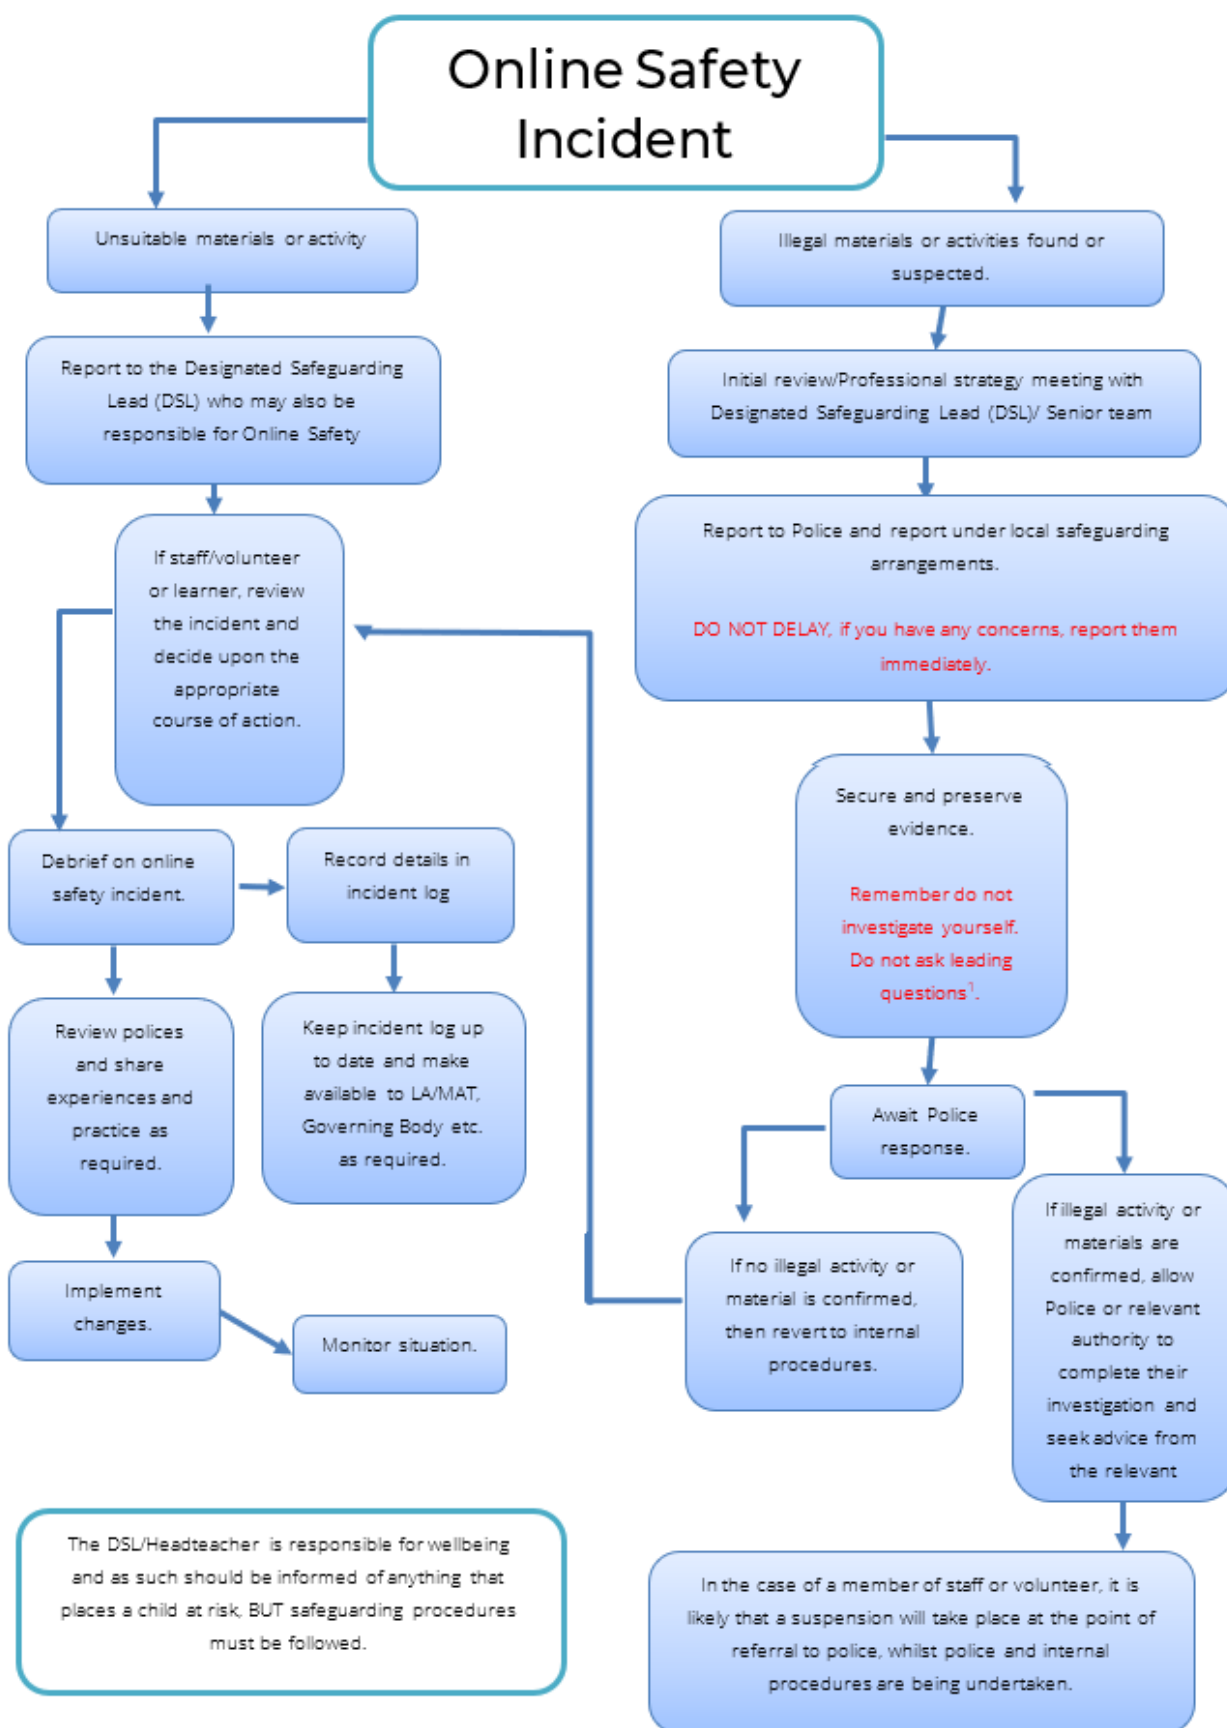 Online Safety
Incident
Unsuitable materials or activity
Report to the Designated Safeguarding
Lead (DSL) who may also be
responsible for Online Safety
If staff/volunteer
or learner, review
the incident and
decide upon the
appropriate
course of action.
Debrief on online
safety incident.
Record details in
incident log
Review polices
and share
experiences and
practice as
required.
Keep incident log up
to date and make
available to LA/MAT,
Governing Body etc.
as required.
Implement
changes.
Monitor situation.
Illegal materials or activities found or
suspected.
Initial review/Professional strategy meeting with
Designated Safeguarding Lead (DSL)/ Senior team
Report to Police and report under local safeguarding
arrangements.
DO NOT DELAY, if you have any concerns, report them
immediately.
Secure and preserve
evidence.
Remember do not
investigate yourself.
Do not ask leading
questions¹.
Await Police
response.
If no illegal activity or
material is confirmed,
then revert to internal
procedures.
If illegal activity or
materials are
confirmed, allow
Police or relevant
authority to
complete their
investigation and
seek advice from
the relevant
In the case of a member of staff or volunteer, it is
likely that a suspension will take place at the point of
referral to police, whilst police and internal
procedures are being undertaken.
The DSL/Headteacher is responsible for wellbeing
and as such should be informed of anything that
places a child at risk, BUT safeguarding procedures
must be followed.